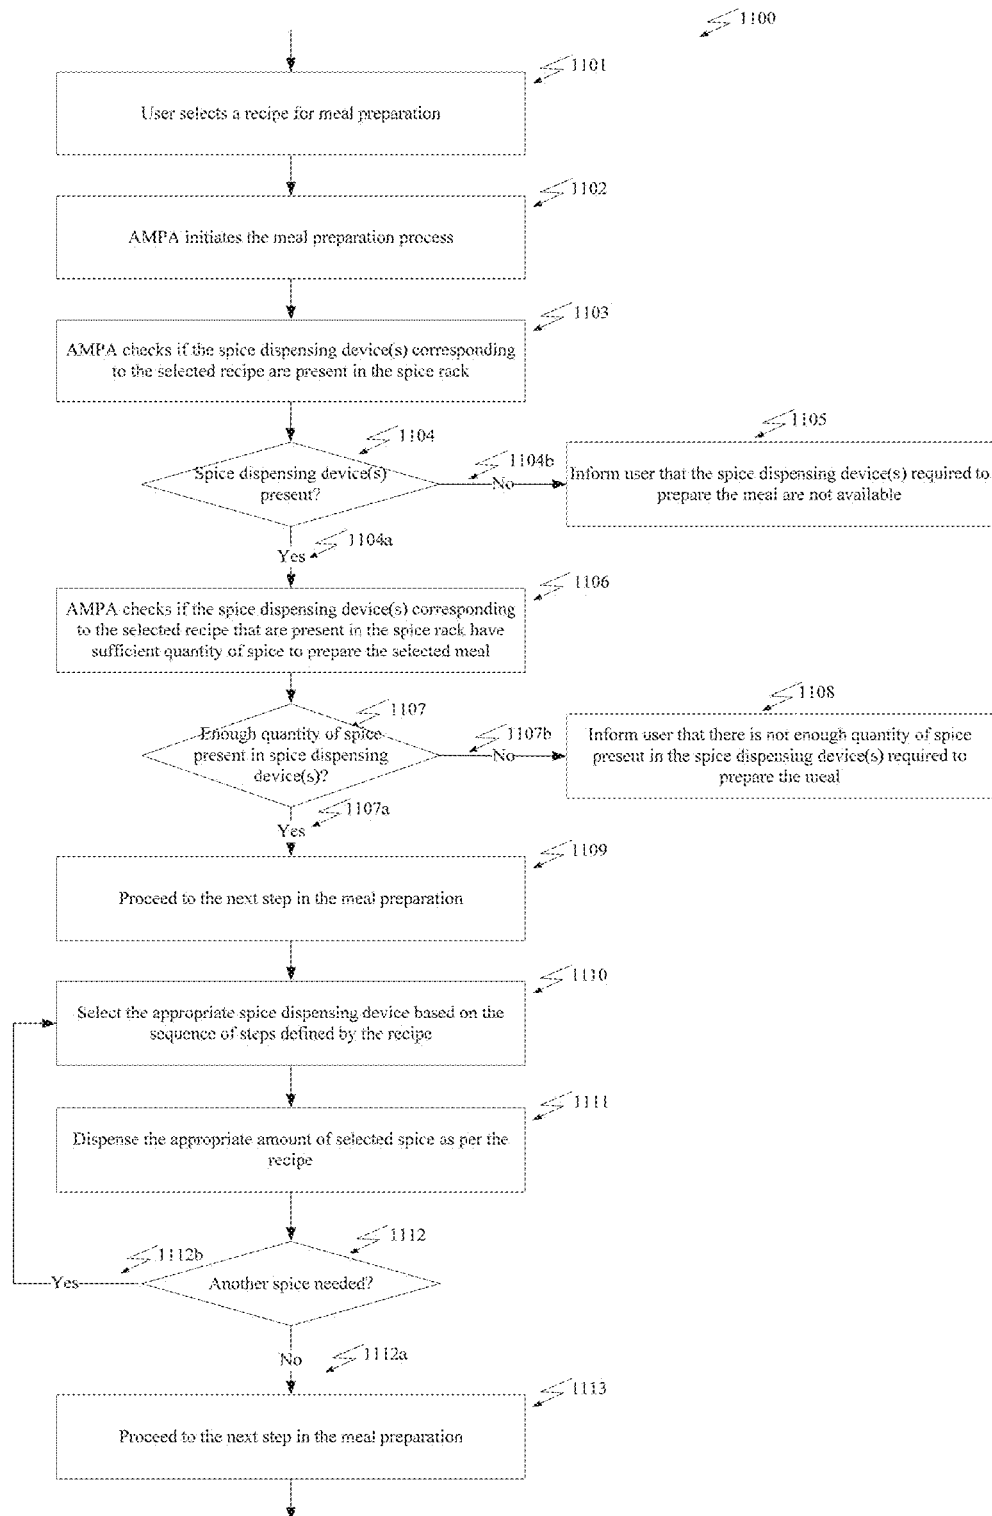 1100
1101
User selects a recipe for meal preparation
1102
AMPA initiates the meal preparation process
1103
AMPA checks if the spice dispensing device(s) corresponding
to the selected recipe are present in the spice rack
1104
Spice dispensing device(s)
present?
1104b
No
1105
Inform user that the spice dispensing device(s) required to
prepare the meal are not available
1104a
Yes
1106
AMPA checks if the spice dispensing device(s) corresponding
to the selected recipe that are present in the spice rack have
sufficient quantity of spice to prepare the selected meal
1107
Enough quantity of spice
present in spice dispensing
device(s)?
1107b
No
1108
Inform user that there is not enough quantity of spice
present in the spice dispensing device(s) required to
prepare the meal
1107a
Yes
1109
Proceed to the next step in the meal preparation
1110
Select the appropriate spice dispensing device based on the
sequence of steps defined by the recipe
1111
Dispense the appropriate amount of selected spice as per the
recipe
1112
Another spice needed?
1112b
Yes
No
1112a
1113
Proceed to the next step in the meal preparation